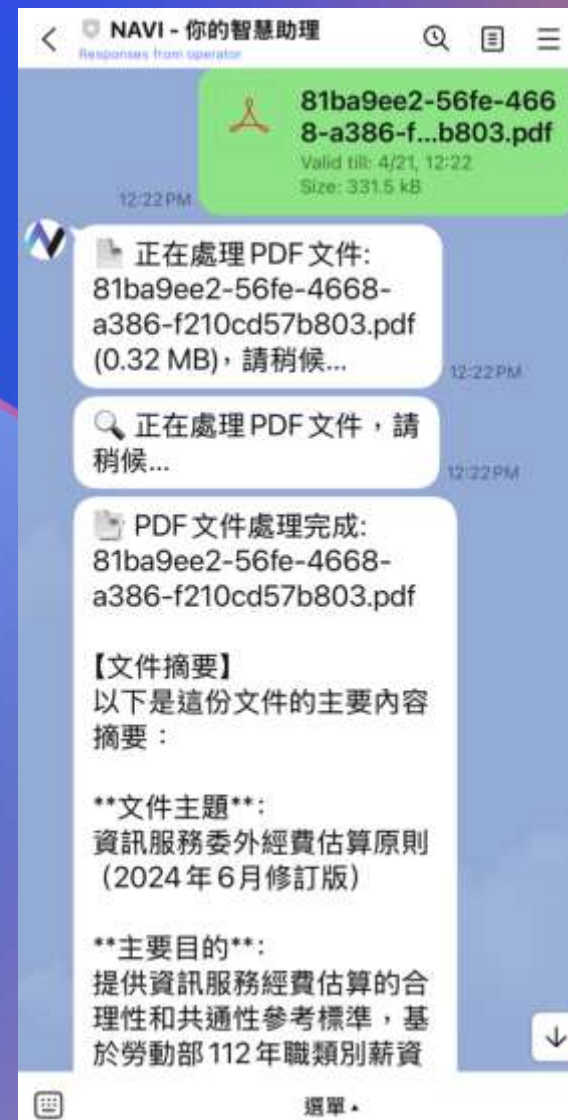 NAVI - 你的智慧助理
Responses from operator
81ba9ee2-56fe-466
8-a386-f...b803.pdf
Valid till: 4/21, 12:22
Size: 331.5 kB
12:22 PM
正在處理PDF文件:
81ba9ee2-56fe-4668-
a386-f210cd57b803.pdf
(0.32 MB)，請稍候...
12:22 PM
正在處理PDF文件，請
稍候...
12:22 PM
PDF文件處理完成:
81ba9ee2-56fe-4668-
a386-f210cd57b803.pdf
【文件摘要】
以下是這份文件的主要內容
摘要：
**文件主題**:
資訊服務委外經費估算原則
（2024年6月修訂版）
**主要目的**:
提供資訊服務經費估算的合
理性和共通性參考標準，基
於勞動部112年職類別薪資
選單▲